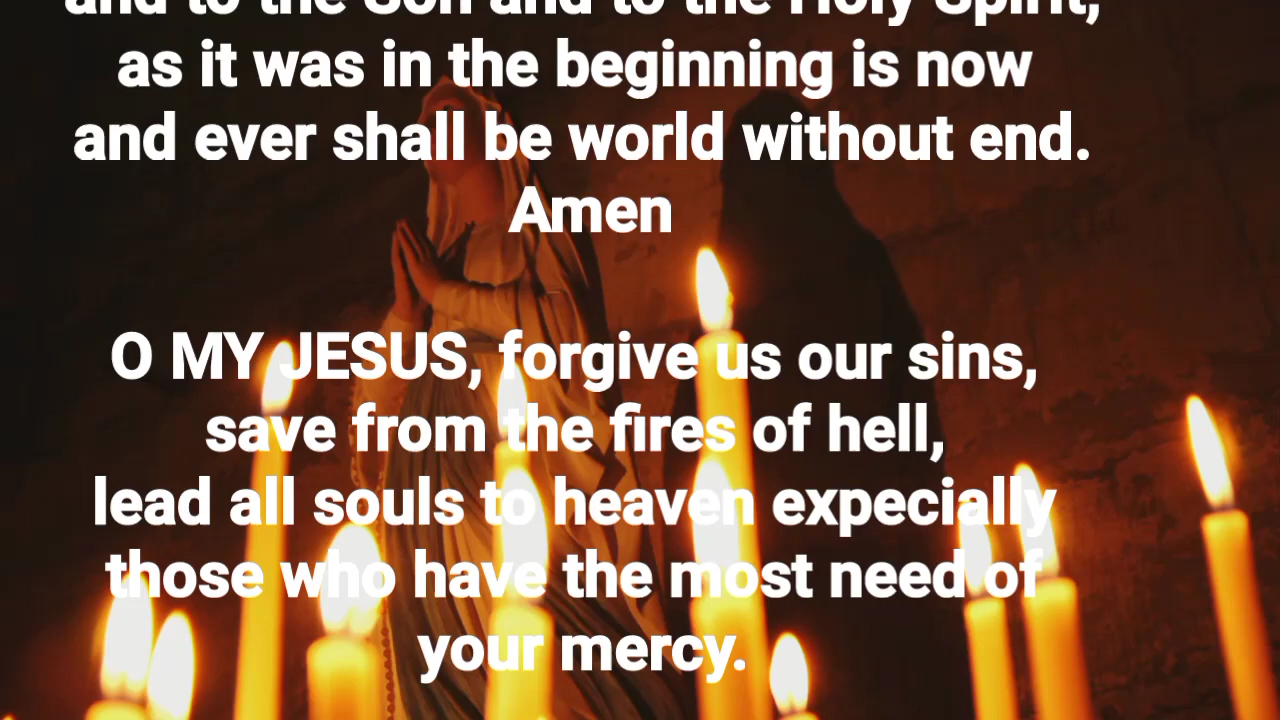 and to the Son and to the Holy Spirit,
as it was in the beginning is now
and ever shall be world without end.
Amen
O MY JESUS, forgive us our sins,
save from the fires of hell,
lead all souls to heaven expecially
those who have the most need of
your mercy.